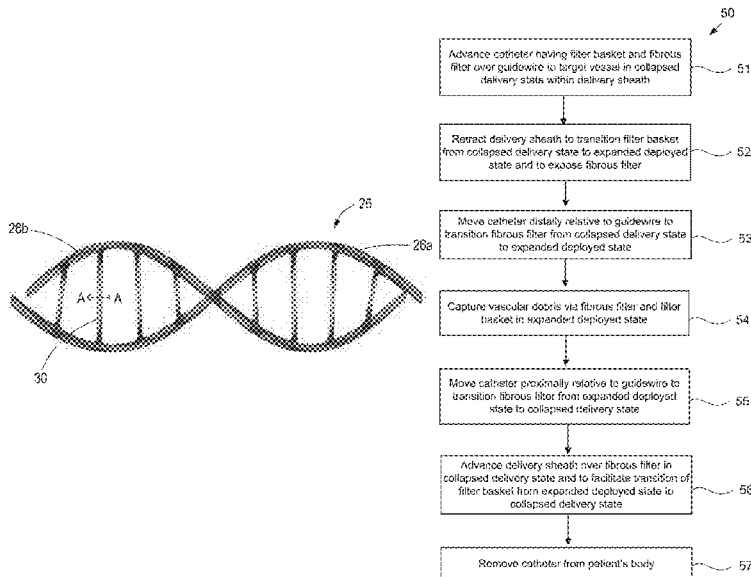 50
Advance catheter having filter basket and fibrous
filter over guidewire to target vessel in collapsed
delivery state within delivery sheath
51
Retract delivery sheath to transition filter basket
from collapsed delivery state to expanded deployed
state and to expose fibrous filter
52
Move catheter distally relative to guidewire to
transition fibrous filter from collapsed delivery state
to expanded deployed state
53
Capture vascular debris via fibrous filter and filter
basket in expanded deployed state
54
Move catheter proximally relative to guidewire to
transition fibrous filter from expanded deployed
state to collapsed delivery state
55
Advance delivery sheath over fibrous filter in
collapsed delivery state and to facilitate transition of
filter basket from expanded deployed state to
collapsed delivery state
56
Remove catheter from patient's body
57
26
26b
26a
A A
30